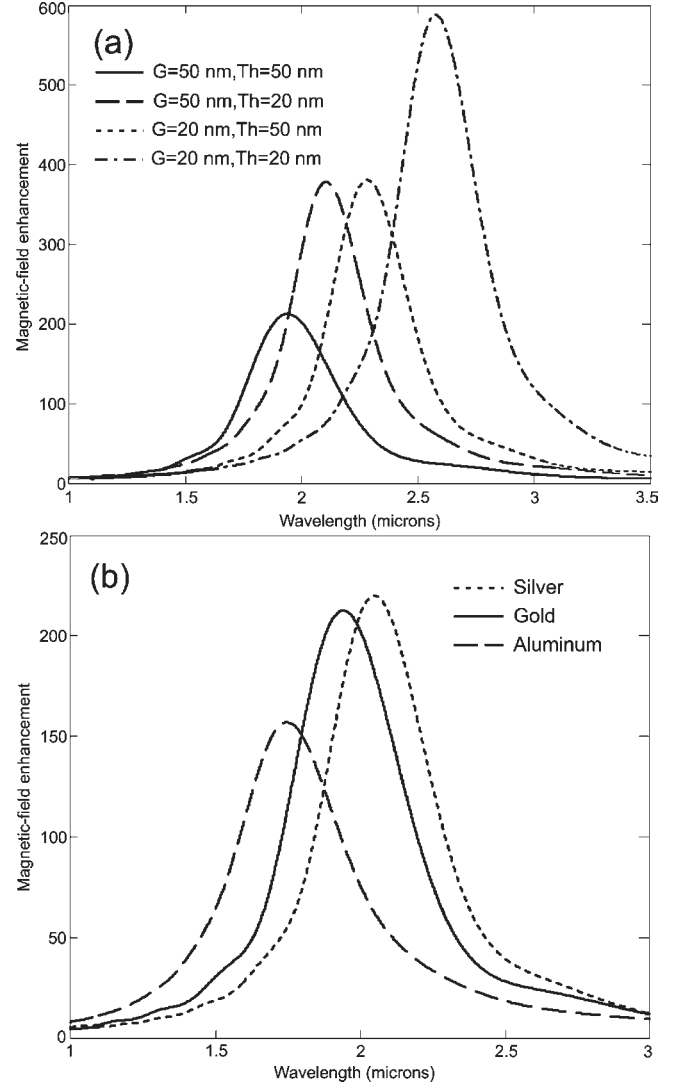 600
(a)
G=50 nm,Th=50 nm
500
G=50 nm,Th=20 nm
G=20 nm,Th=50 nm
400
G=20 nm,Th=20 nm
Magnetic-field enhancement
300
200
100
0
1 1.5 2 2.5 3 3.5
Wavelength (microns)
250
(b)
Silver
Gold
Aluminum
200
Magnetic-field enhancement
150
100
50
0
1 1.5 2 2.5 3
Wavelength (microns)